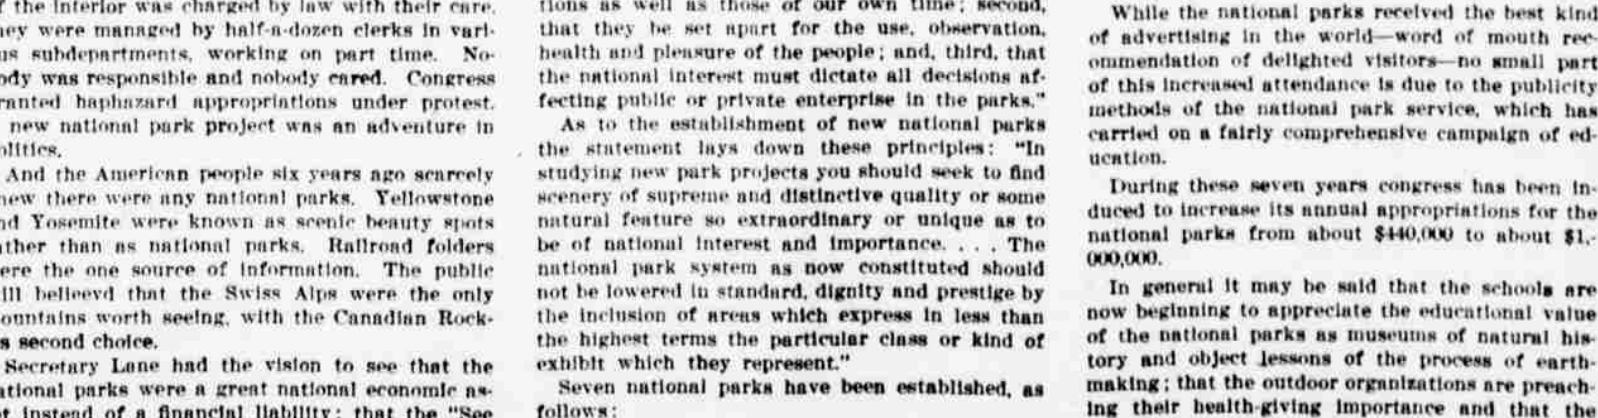 the Interior was charged by law with their care.
were managed by half-a-dozen clerks in vari-
subdepartments, working on part time. No-
was responsible and nobody cared. Congress
haphazard appropriations under protest.
new national park project was an adventure in

And the American people six years ago scarcely
there were any national parks. Yellowstone
Yosemite were known as scenic beauty spots
than as national parks. Railroad folders
the one source of information. The public
believd that the Swiss Alps were the only
worth seeing, with the Canadian Rock-
second choice.
Secretary Lane had the vision to see that the
parks were a great national economic as-
instead of a financial liability; that the "See
tions as well as those of our own time; second,
that they be set apart for the use, observation,
health and pleasure of the people; and, third, that
the national interest must dictate all decisions af-
fecting public or private enterprise in the parks."
As to the establishment of new national parks
the statement lays down these principles: "In
studying new park projects you should seek to find
scenery of supreme and distinctive quality or some
natural feature so extraordinary or unique as to
be of national interest and importance. . . . The
national park system as now constituted should
not be lowered in standard, dignity and prestige by
the inclusion of areas which express in less than
the highest terms the particular class or kind of
exhibit which they represent."
Seven national parks have been established, as
follows:
While the national parks received the best kind
of advertising in the world—word of mouth rec-
ommendation of delighted visitors—no small part
of this increased attendance is due to the publicity
methods of the national park service, which has
carried on a fairly comprehensive campaign of ed-
ucation.
During these seven years congress has been in-
duced to increase its annual appropriations for the
national parks from about $440,000 to about $1,-
000,000.
In general it may be said that the schools are
now beginning to appreciate the educational value
of the national parks as museums of natural his-
tory and object lessons of the process of earth-
making; that the outdoor organizations are preach-
ing their health-giving importance and that the